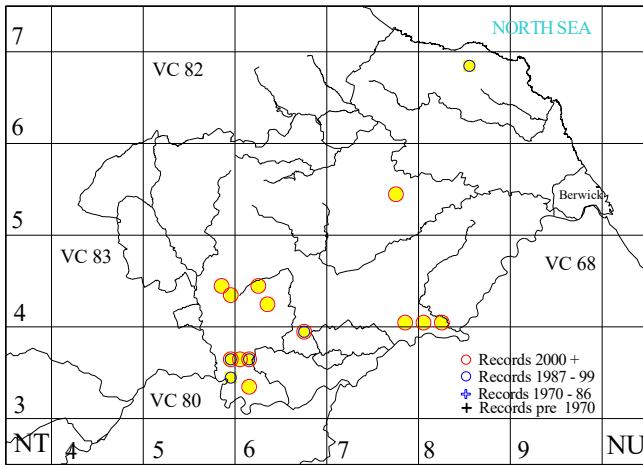 NORTH SEA
7
VC 82
6
Berwick
5
VC 83
VC 68
4
Records 2000 +
Records 1987 - 99
Records 1970 - 86
Records pre 1970
VC 80
3
NT 4 5 6 7 8 9 NU